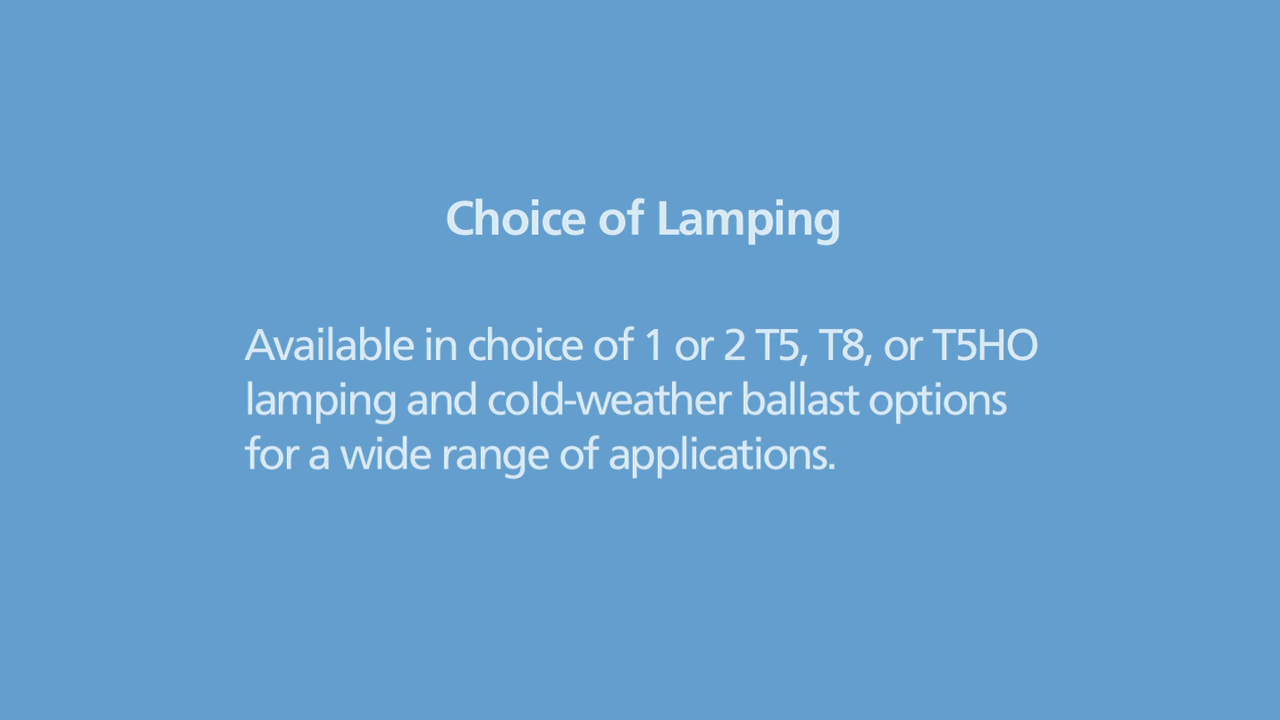 Choice of Lamping
Available in choice of 1 or 2 T5, T8, or T5HO
lamping and cold-weather ballast options
for a wide range of applications.